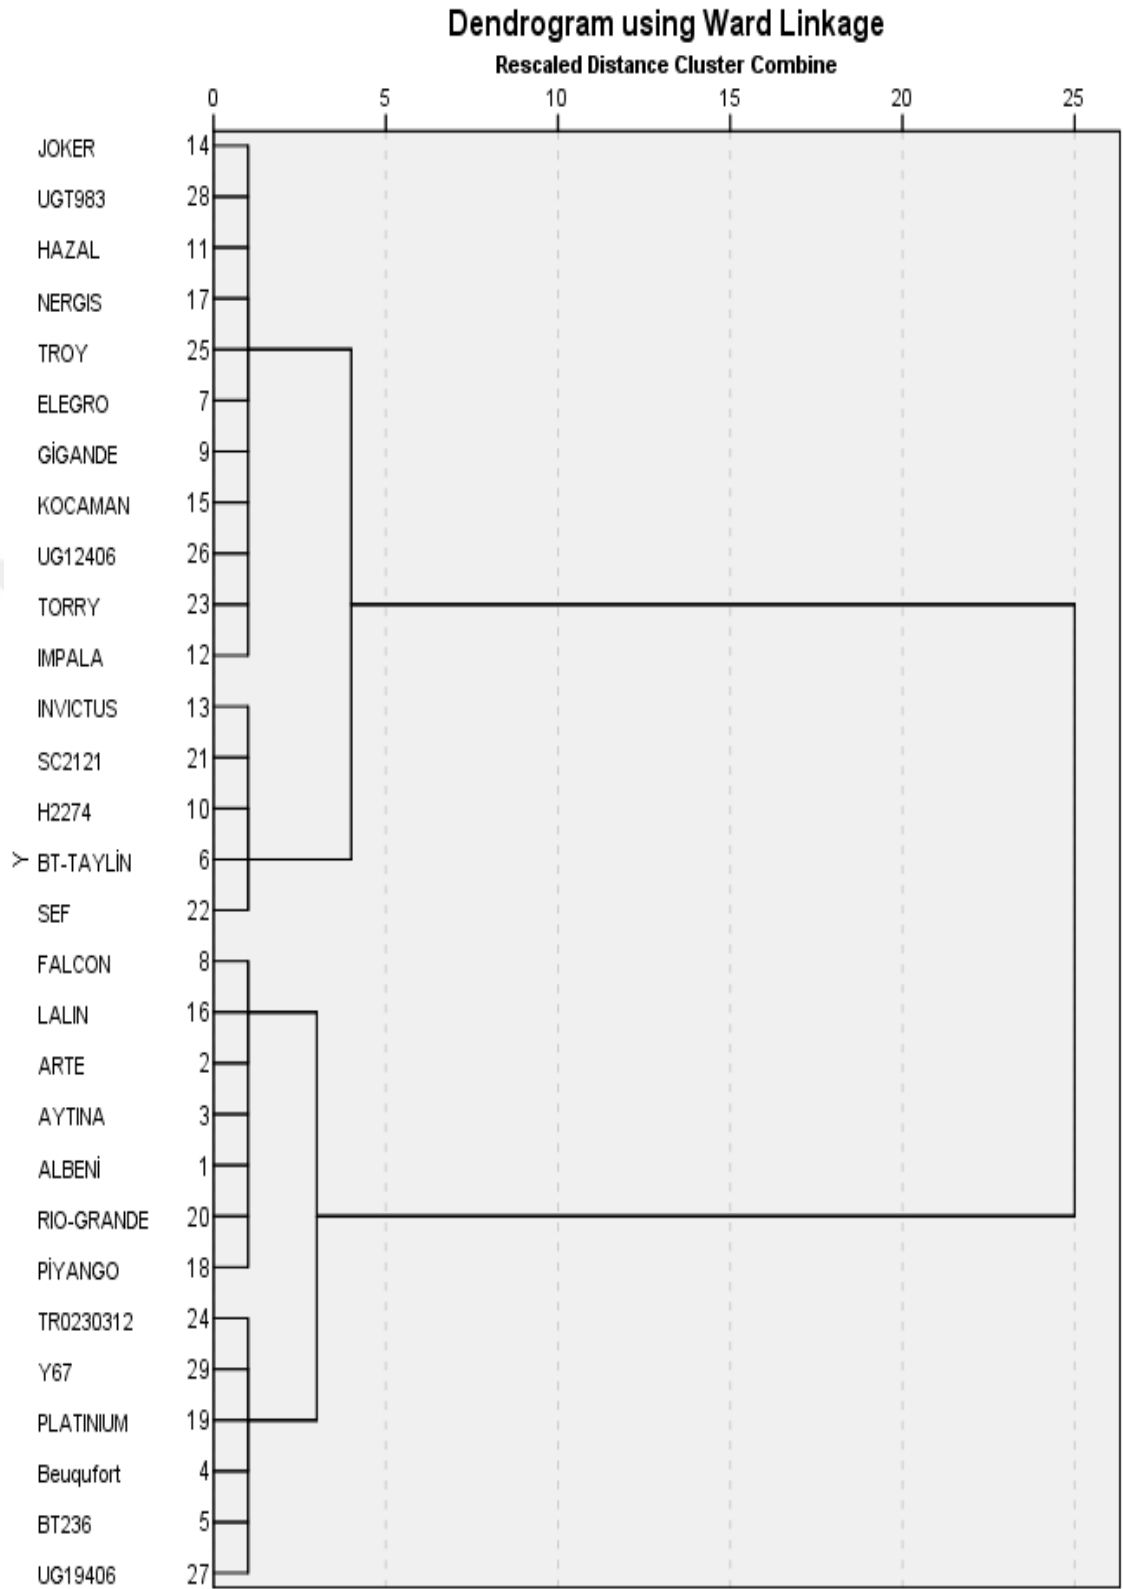 Dendrogram using Ward Linkage
Rescaled Distance Cluster Combine
0 5 10 15 20 25
JOKER 14
UGT983 28
HAZAL 11
NERGIS 17
TROY 25
ELEGRO 7
GİGANDE 9
KOCAMAN 15
UG12406 26
TORRY 23
IMPALA 12
INVICTUS 13
SC2121 21
H2274 10
Y BT-TAYLİN 6
SEF 22
FALCON 8
LALIN 16
ARTE 2
AYTINA 3
ALBENİ 1
RIO-GRANDE 20
PİYANGO 18
TR0230312 24
Y67 29
PLATINIUM 19
Beuqufort 4
BT236 5
UG19406 27